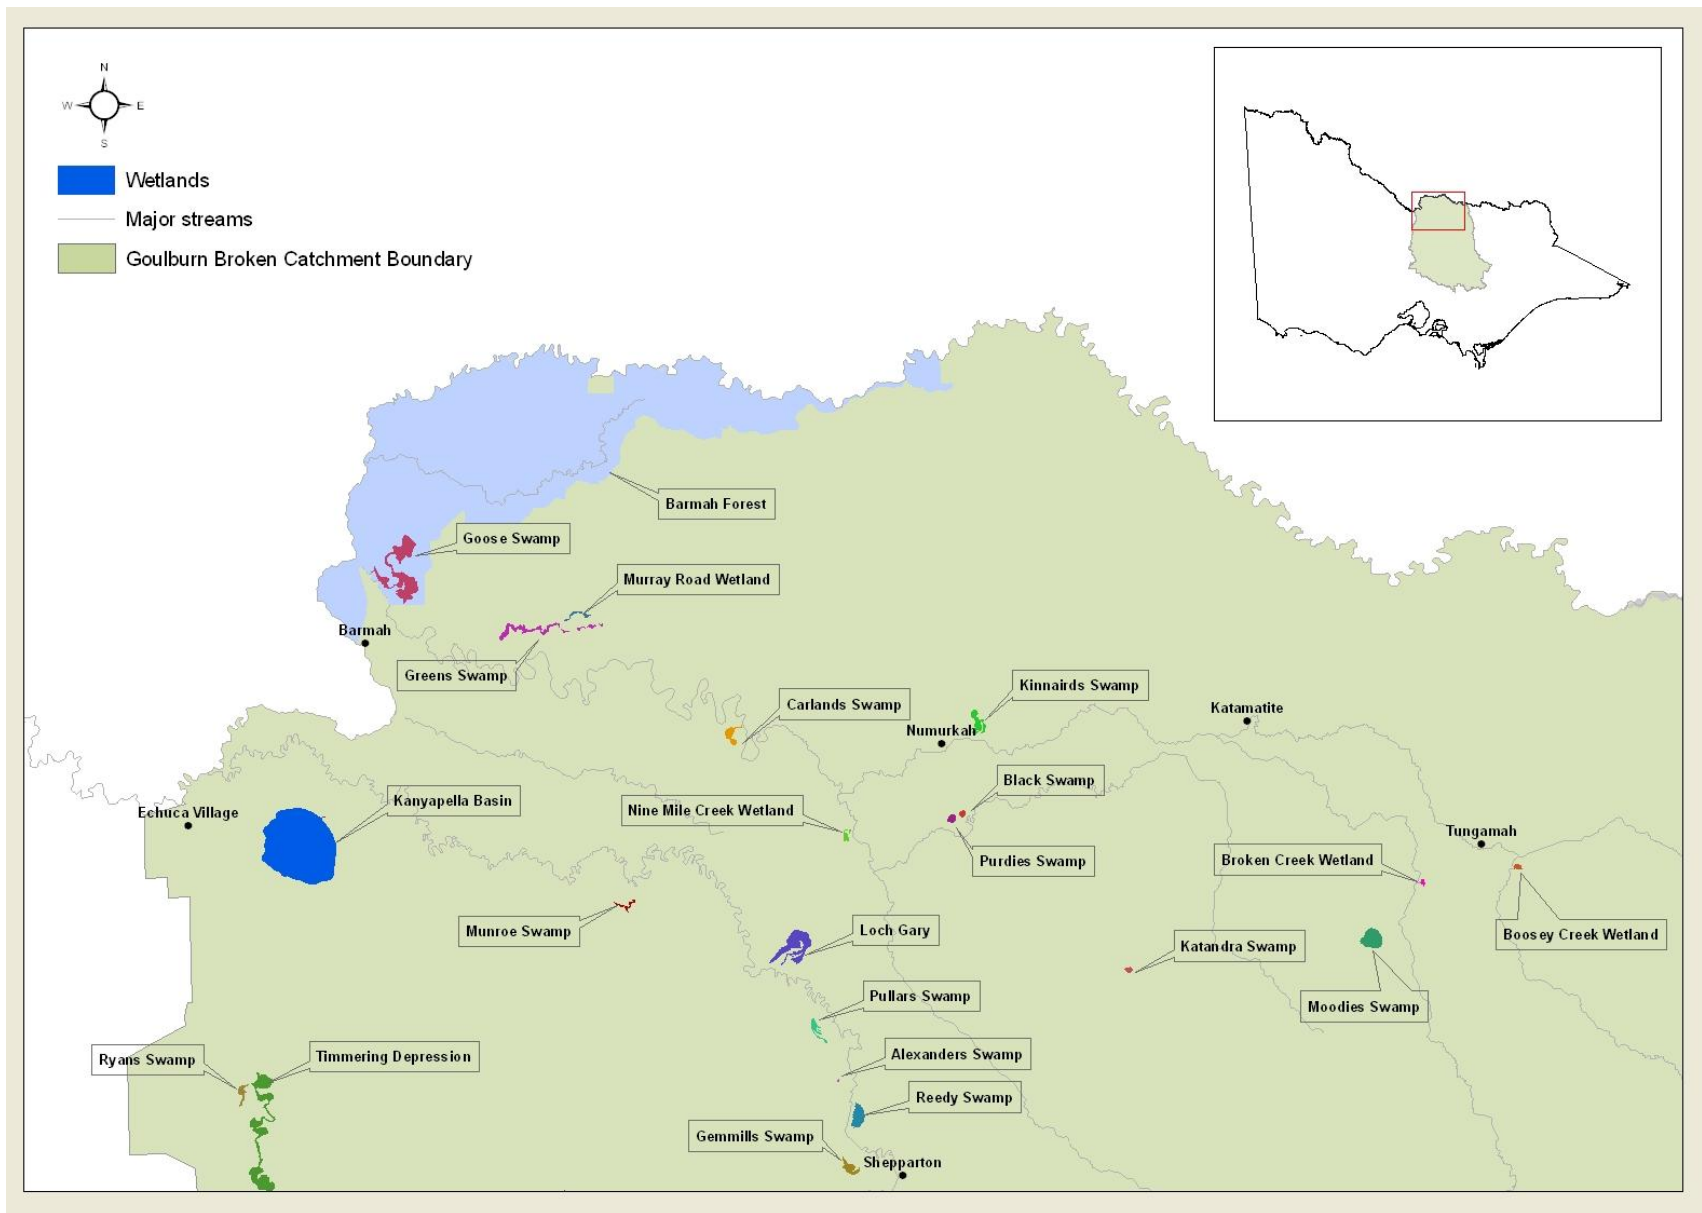 N
W
E
S
Wetlands
Major streams
Goulburn Broken Catchment Boundary
Barmah Forest
Goose Swamp
Murray Road Wetland
Barmah
Greens Swamp
Kinnairds Swamp
Carlands Swamp
Katamatite
Numurkah
Black Swamp
Kanyapella Basin
Nine Mile Creek Wetland
Echuca Village
Tungamah
Purdies Swamp
Broken Creek Wetland
Munroe Swamp
Loch Gary
Boosey Creek Wetland
Katandra Swamp
Pullars Swamp
Moodies Swamp
Ryans Swamp
Timmering Depression
Alexanders Swamp
Reedy Swamp
Gemmills Swamp
Shepparton